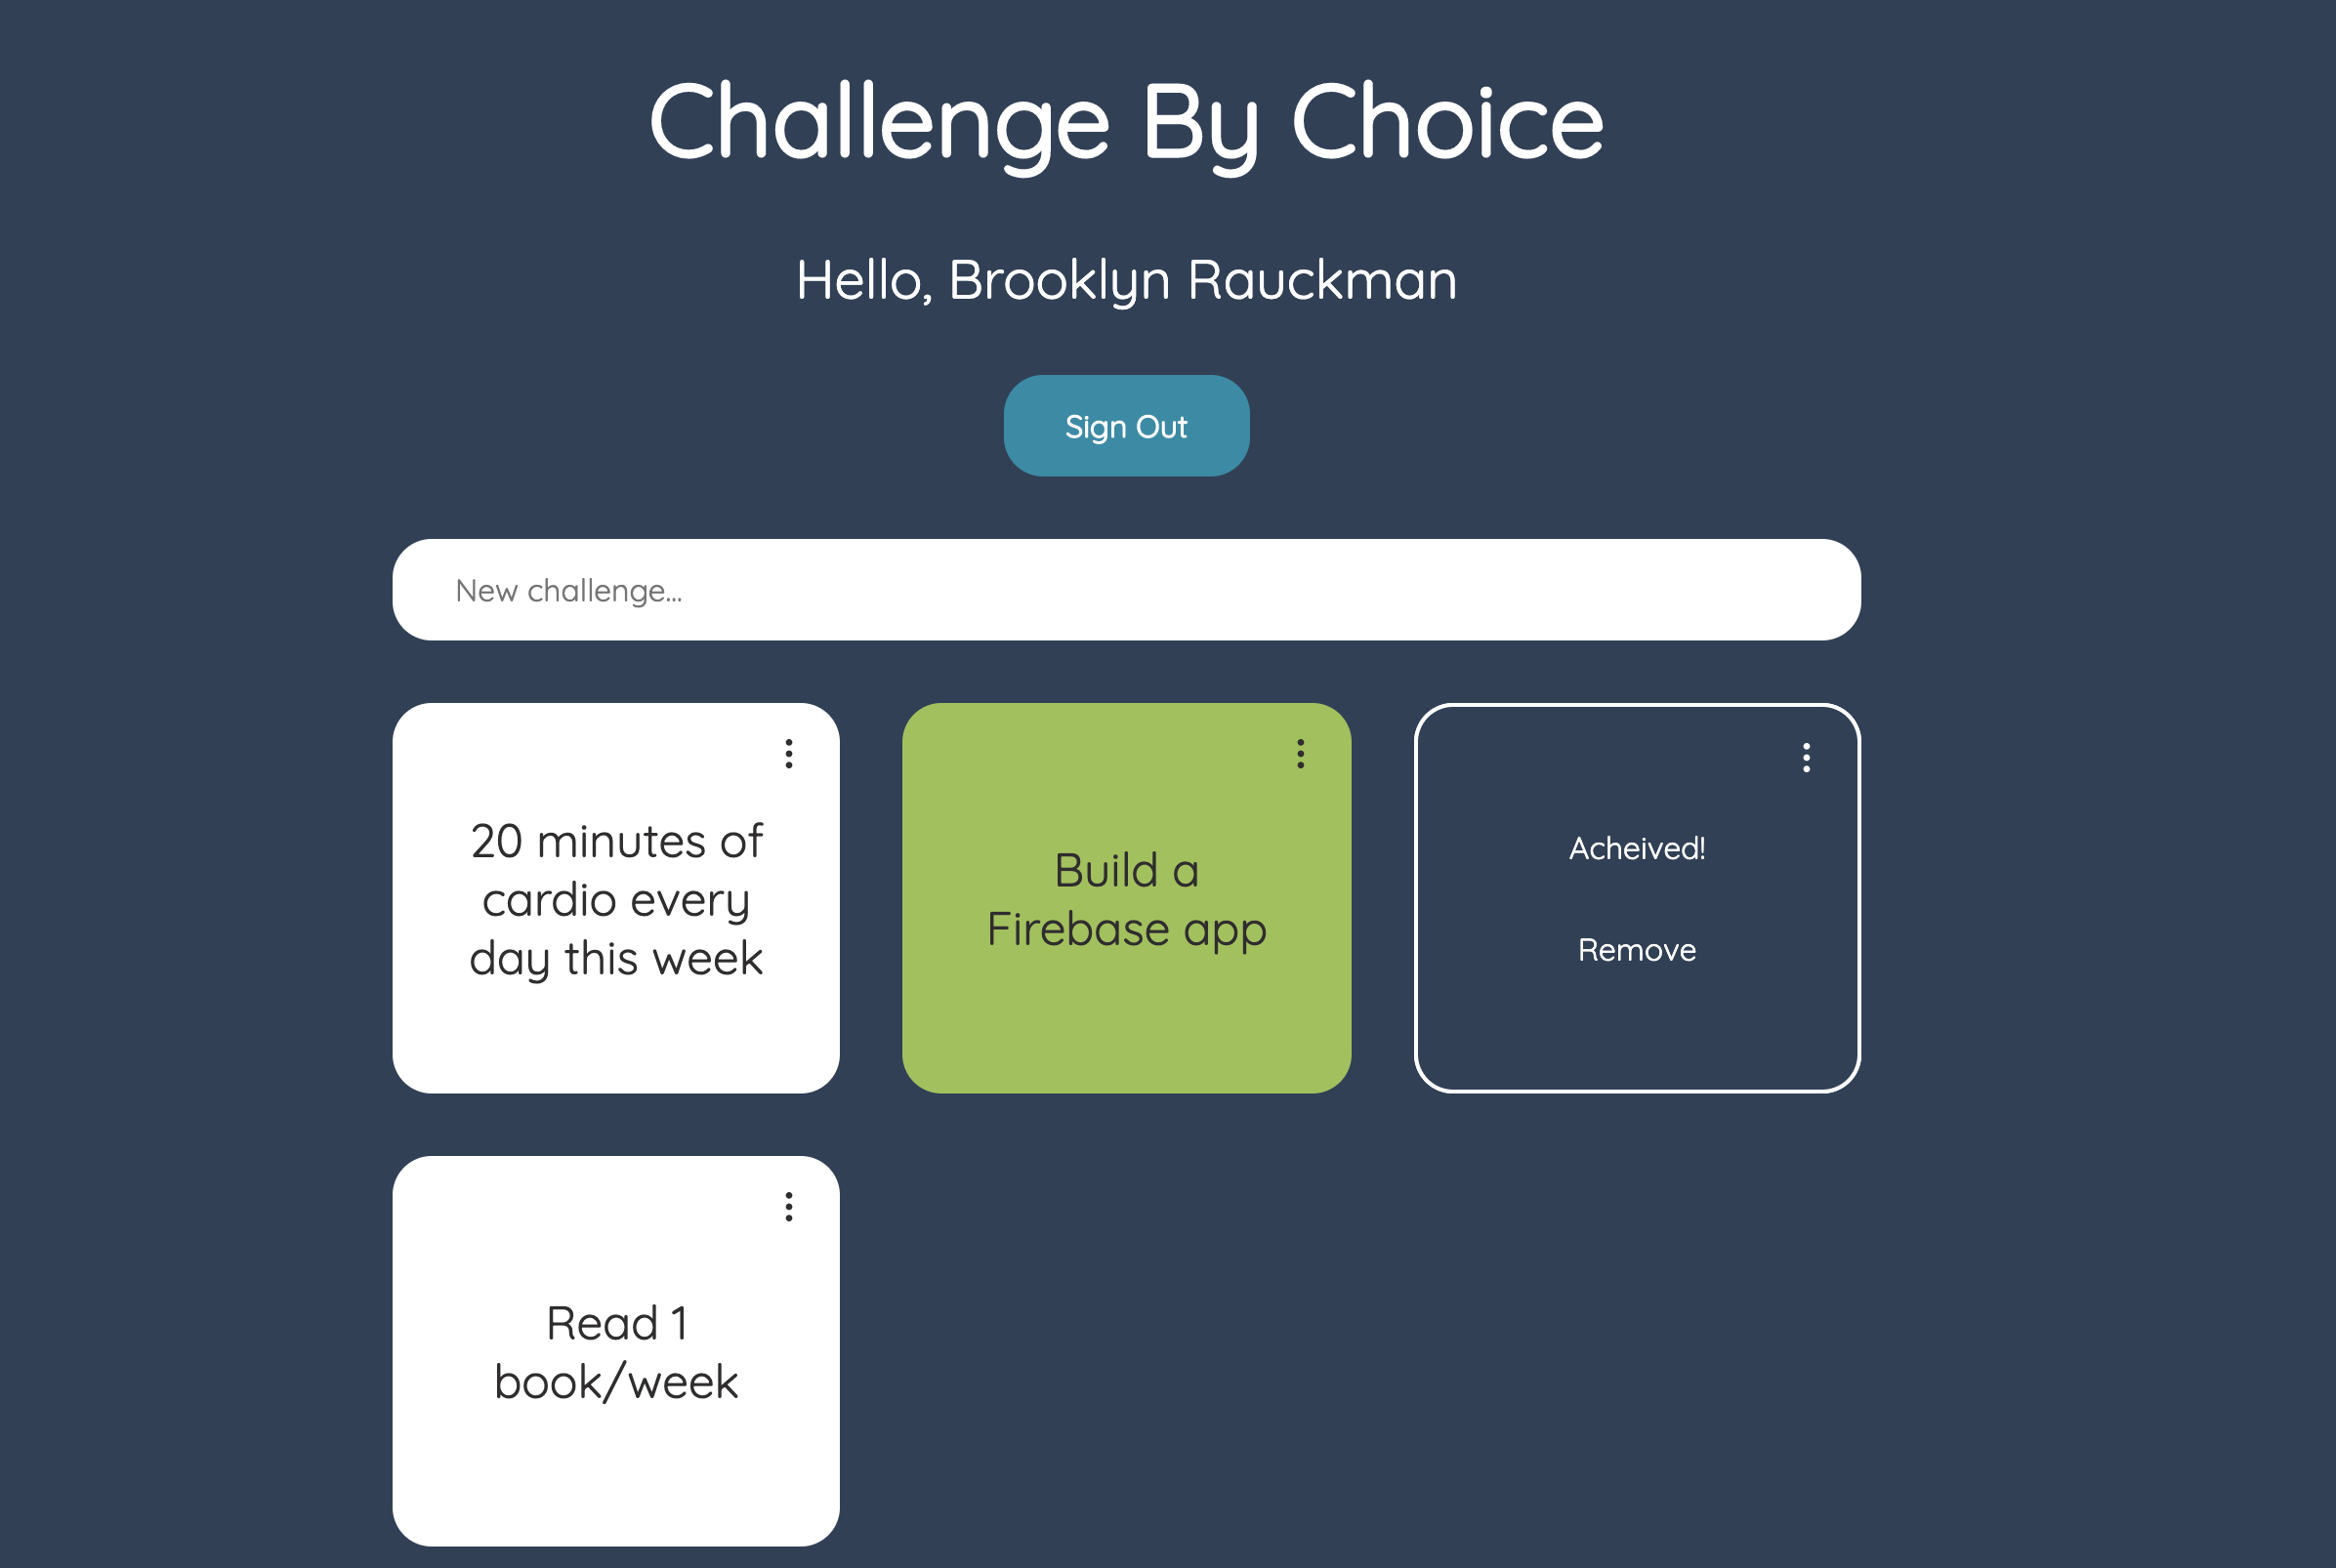 Challenge By Choice
Hello, Brooklyn Rauckman
Sign Out
New challenge...
20 minutes of
cardio every
day this week
Build a
Firebase app
Acheived!
Remove
Read 1
book/week